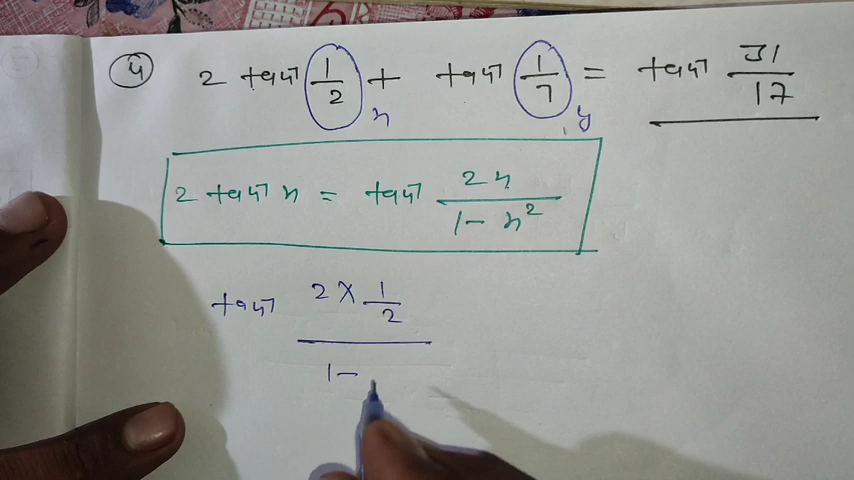 4 2 tan⁻¹ 1/2 + tan⁻¹ 1/7 = tan⁻¹ 31/17
x y
2 tan⁻¹ x = tan⁻¹ 2x/1-x²
tan⁻¹ 2×1/2
1-